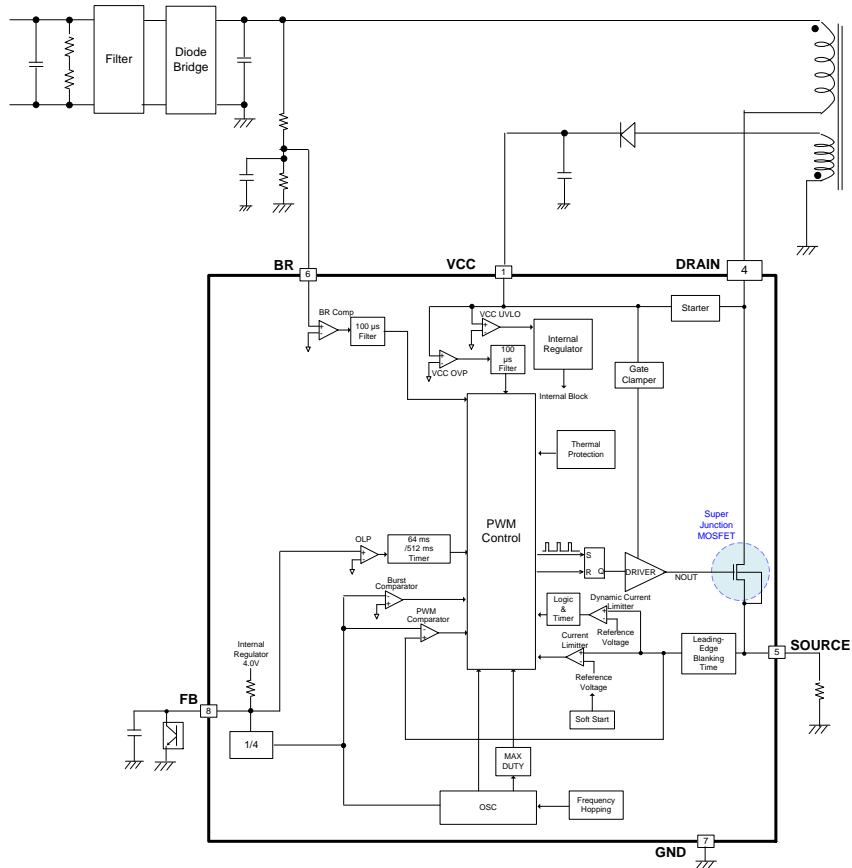 Filter
Diode
Bridge
BR
VCC
DRAIN
6
1
4
BR Comp
100 µs
Filter
VCC UVLO
Starter
Internal
Regulator
VCC OVP
100
µs
Filter
Gate
Clamper
Internal Block
Thermal
Protection
Super
Junction
MOSFET
PWM
Control
OLP
64 ms
/512 ms
Timer
S
R
Q
DRIVER
NOUT
Burst
Comparator
PWM
Comparator
Logic
&
Timer
Dynamic Current
Limitter
Reference
Voltage
Current
Limitter
Leading-
Edge
Blanking
Time
5
SOURCE
Internal
Regulator
4.0V
Reference
Voltage
FB
8
Soft Start
1/4
MAX
DUTY
OSC
Frequency
Hopping
7
GND